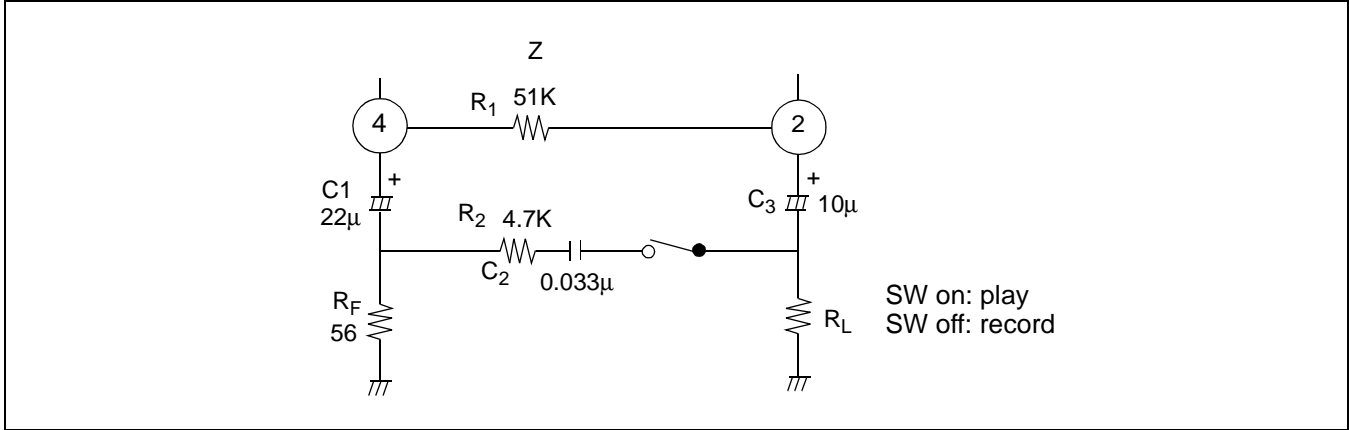 Z
R1 51K
4
2
C1
22μ
+
R2 4.7K
C2
0.033μ
+
C3 10μ
RF
56
RL
SW on: play
SW off: record